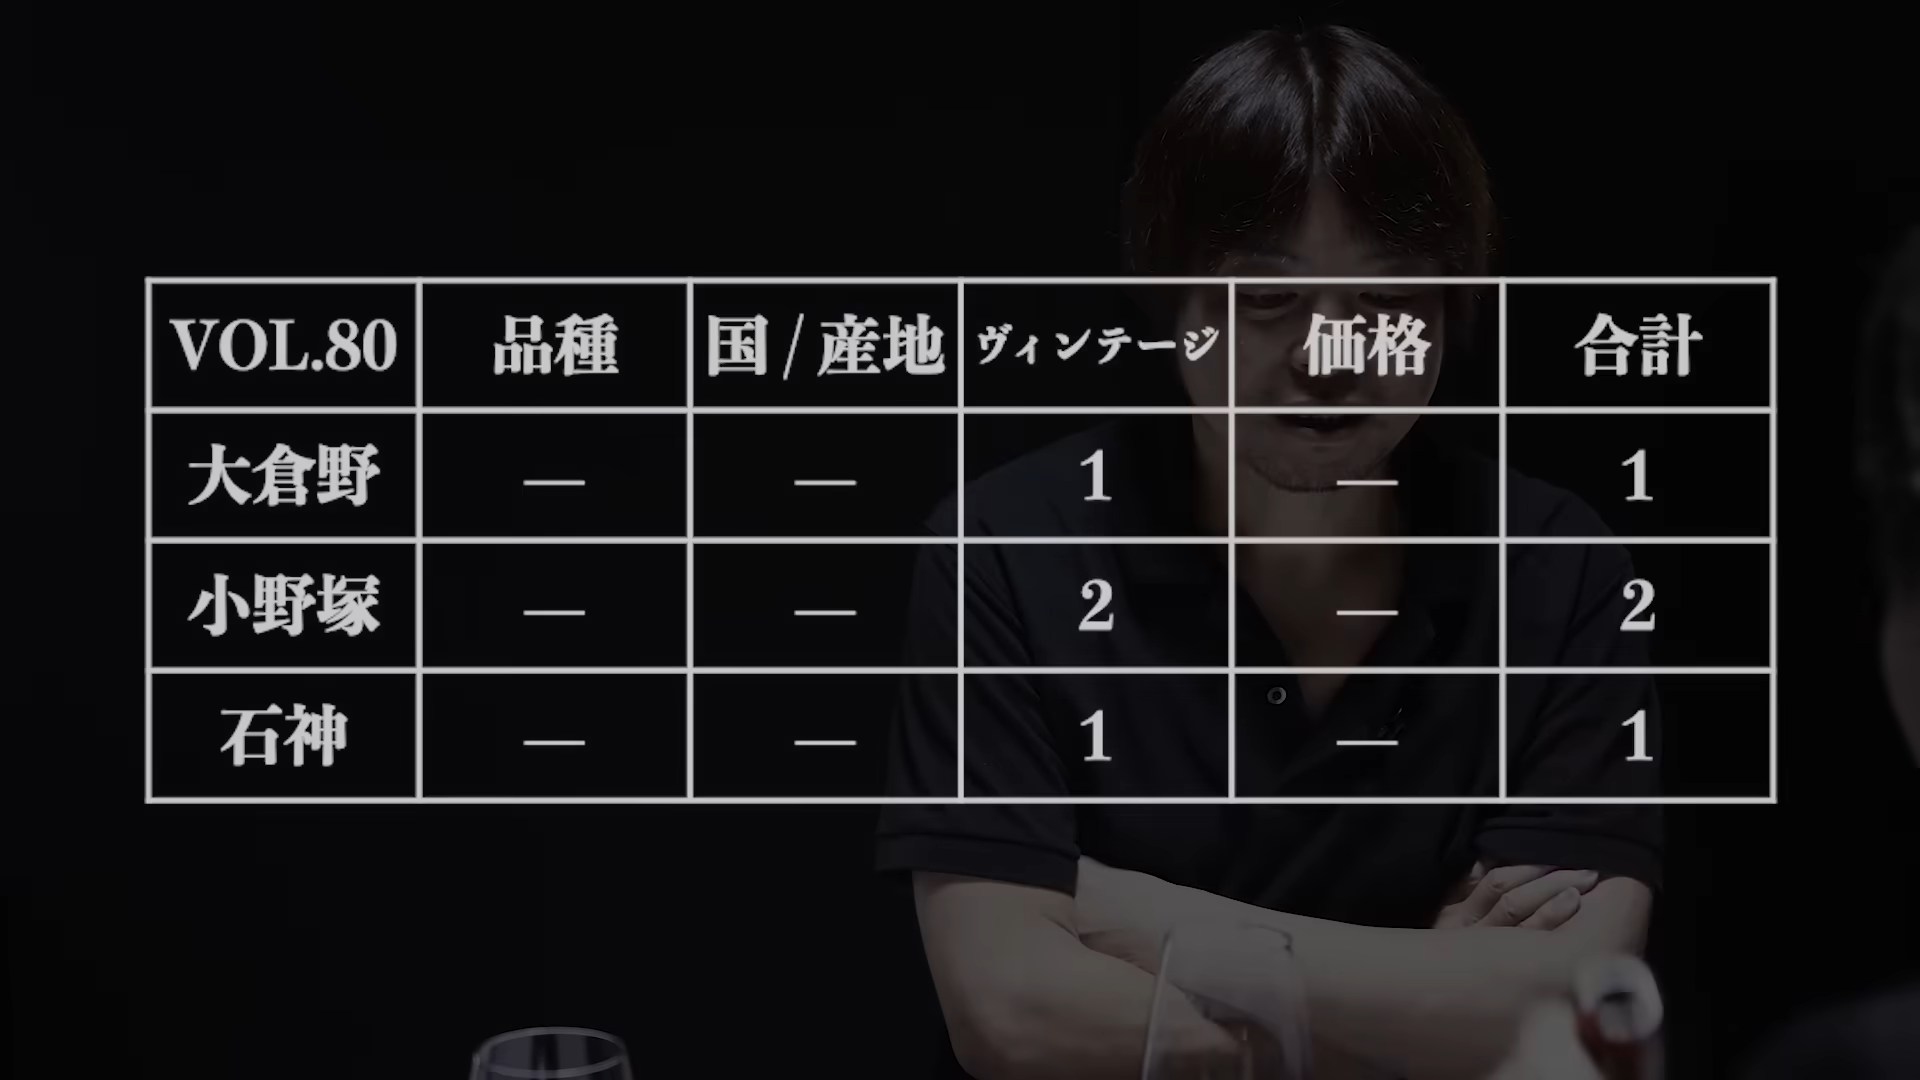 VOL.80 品種 国/産地 ヴィンテージ 価格 合計
大倉野 — — 1 — 1
小野塚 — — 2 — 2
石神 — — 1 — 1